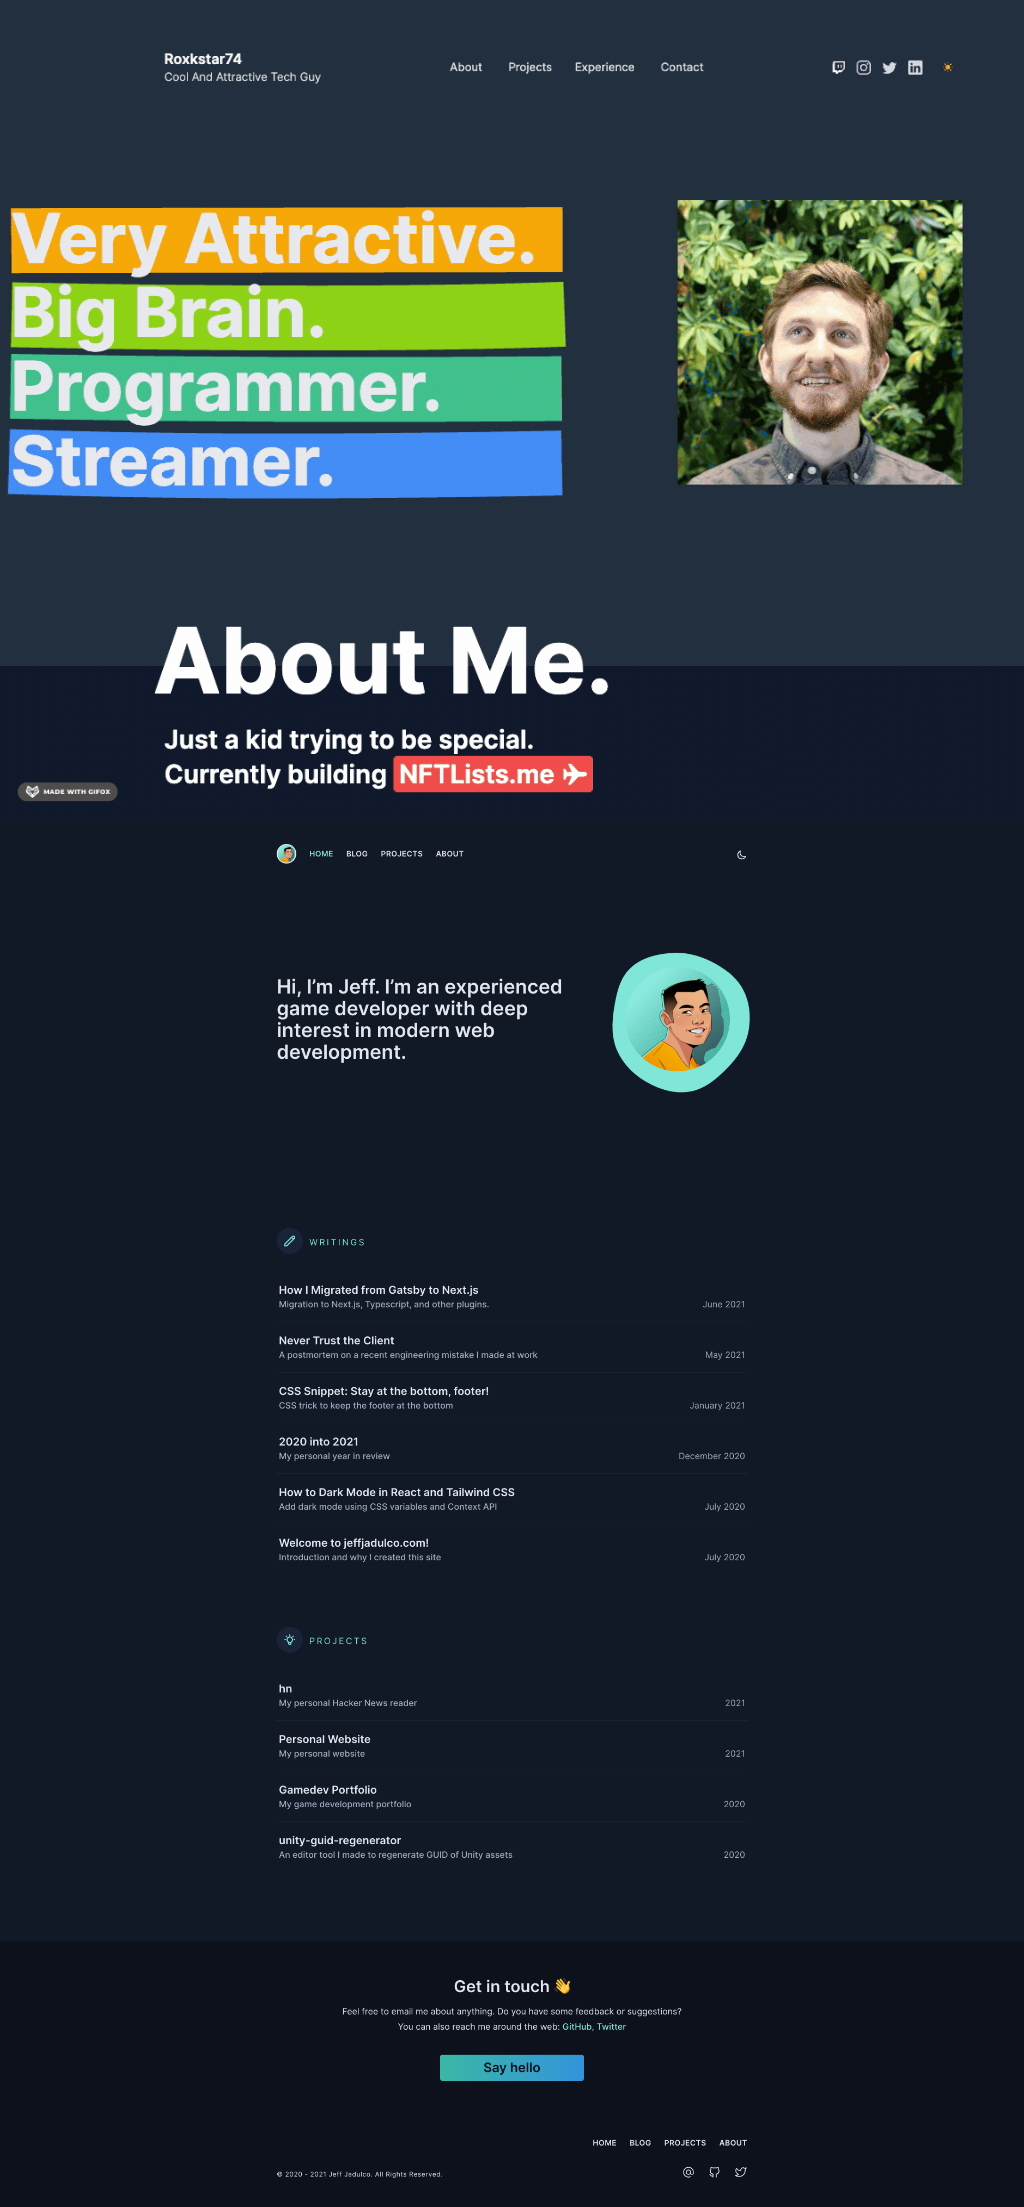 Roxkstar74
Cool And Attractive Tech Guy
About Projects Experience Contact
Very Attractive.
Big Brain.
Programmer.
Streamer.
About Me.
Just a kid trying to be special.
Currently building NFTLists.me
MADE WITH GIFOX
HOME BLOG PROJECTS ABOUT
Hi, I'm Jeff. I'm an experienced
game developer with deep
interest in modern web
development.
WRITINGS
How I Migrated from Gatsby to Next.js
Migration to Next.js, Typescript, and other plugins. June 2021
Never Trust the Client
A postmortem on a recent engineering mistake I made at work May 2021
CSS Snippet: Stay at the bottom, footer!
CSS trick to keep the footer at the bottom January 2021
2020 into 2021
My personal year in review December 2020
How to Dark Mode in React and Tailwind CSS
Add dark mode using CSS variables and Context API July 2020
Welcome to jeffjadulco.com!
Introduction and why I created this site July 2020
PROJECTS
hn
My personal Hacker News reader 2021
Personal Website
My personal website 2021
Gamedev Portfolio
My game development portfolio 2020
unity-guid-regenerator
An editor tool I made to regenerate GUID of Unity assets 2020
Get in touch 👋
Feel free to email me about anything. Do you have some feedback or suggestions?
You can also reach me around the web: GitHub, Twitter
Say hello
HOME BLOG PROJECTS ABOUT
© 2020 - 2021 Jeff Jadulco. All Rights Reserved.